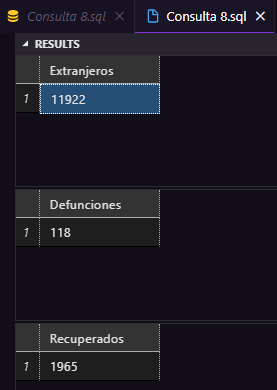 Consulta 8.sql
Consulta 8.sql
RESULTS
Extranjeros
1 11922
Defunciones
1 118
Recuperados
1 1965